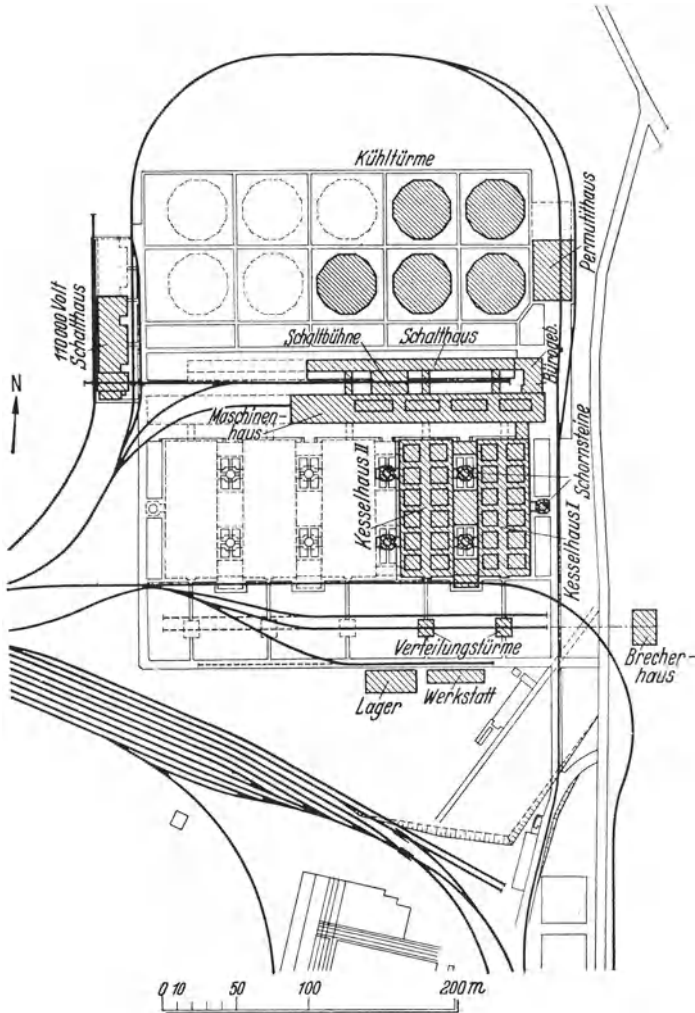 Kühltürme
Permutithaus
110 000 Volt
Schalthaus
Schaltbühne
Schalthaus
Bürogeb.
N
Maschinen-
haus
Kesselhaus II
Schornsteine
Kesselhaus I
Verteilungstürme
Brecher-
haus
Lager
Werkstatt
0 10 50 100 200 m